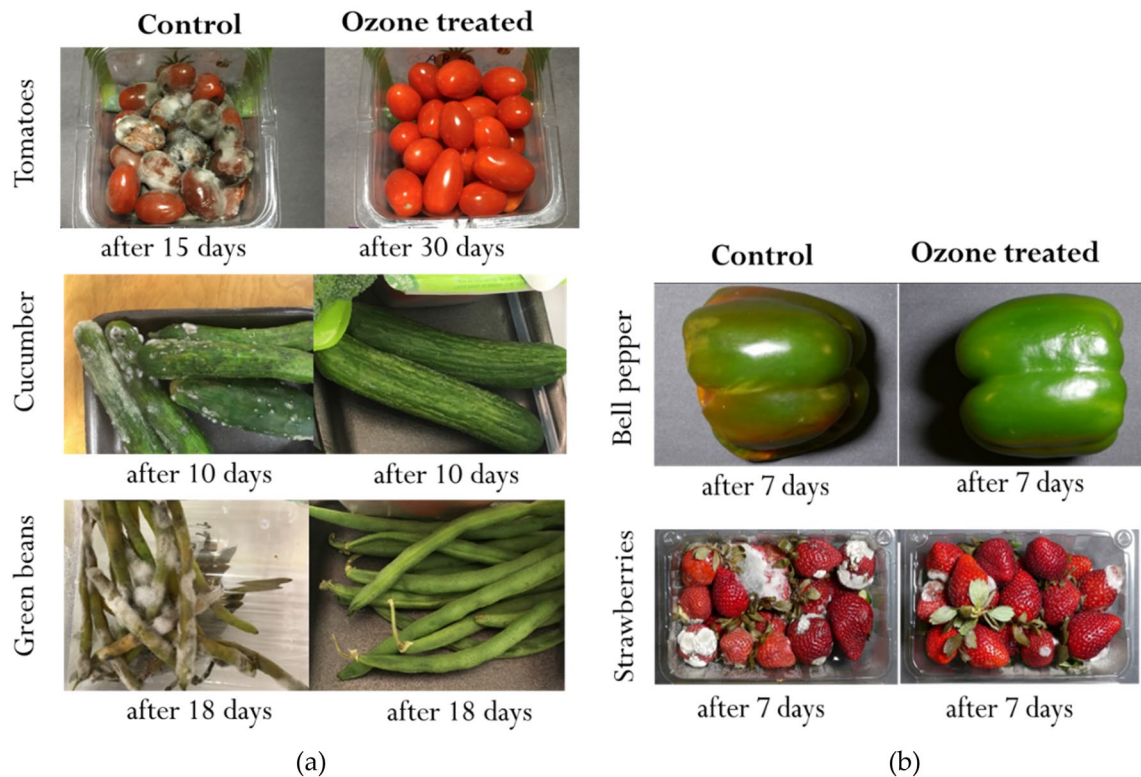 Control Ozone treated
Tomatoes
after 15 days after 30 days
Cucumber
after 10 days after 10 days
Green beans
after 18 days after 18 days
(a)
Control Ozone treated
Bell pepper
after 7 days after 7 days
Strawberries
after 7 days after 7 days
(b)